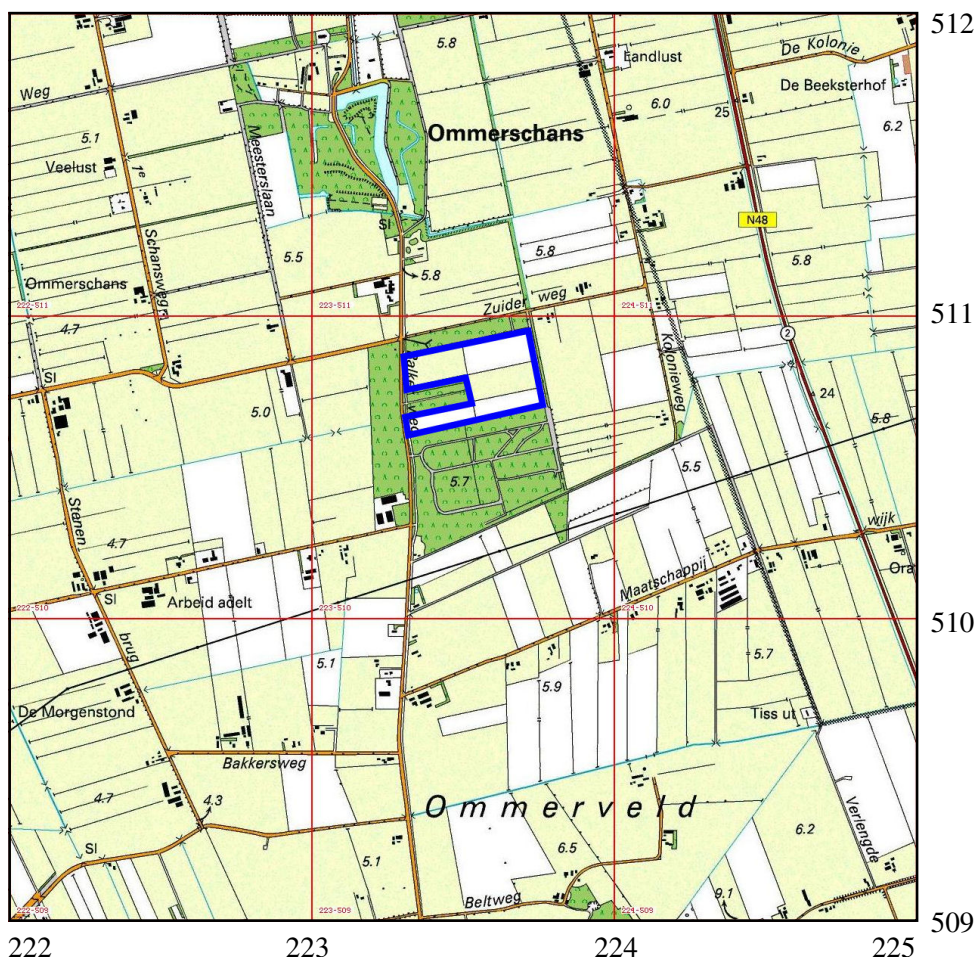 512
5.8
Eandlust
De Kolonie
De Beeksterhof
Weg
6.0
25
6.2
5.1
Ommerschans
Veelust
1e
Meesterslaan
N48
Sl
5.5
5.8
5.8
5.8
Schansweg
Ommerschans
Zuider weg
222-511
223-511
224-511
511
4.7
2
Kolonieweg
Sl
24
5.0
5.8
5.7
5.5
Stenen
4.7
wijk
Maatschappij
Ora
Sl
Arbeid adelt
222-510
223-510
224-510
510
brug
5.1
5.7
5.9
De Morgenstond
Tiss ut
Bakkersweg
4.7
4.3
Ommerveld
Verlengde
6.2
Sl
5.1
6.5
9.1
Beltweg
222-509
223-509
224-509
509
222
223
224
225